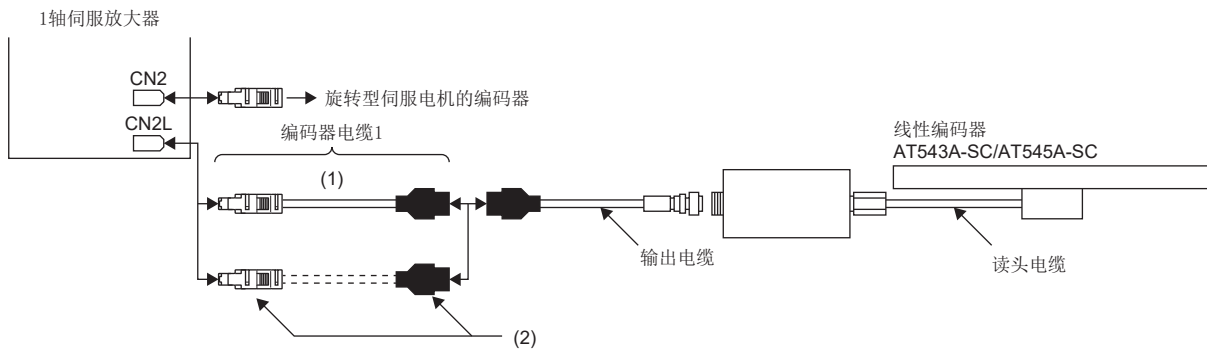 1轴伺服放大器
CN2
旋转型伺服电机的编码器
CN2L
编码器电缆1
(1)
线性编码器
AT543A-SC/AT545A-SC
输出电缆
读头电缆
(2)